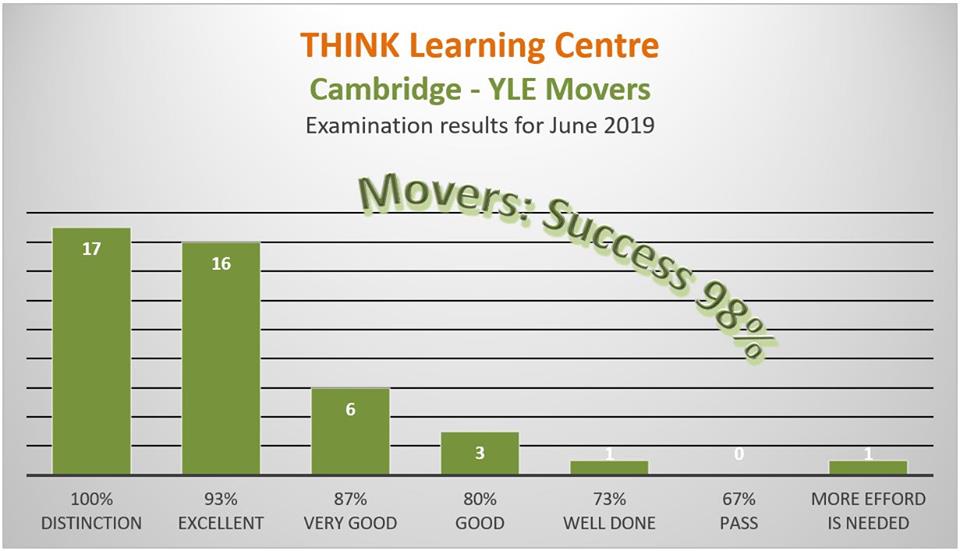 THINK Learning Centre
Cambridge - YLE Movers
Examination results for June 2019
Movers: Success 98%
17
16
6
3
1
0
1
100% 93% 87% 80% 73% 67% MORE EFFORD
DISTINCTION EXCELLENT VERY GOOD GOOD WELL DONE PASS IS NEEDED